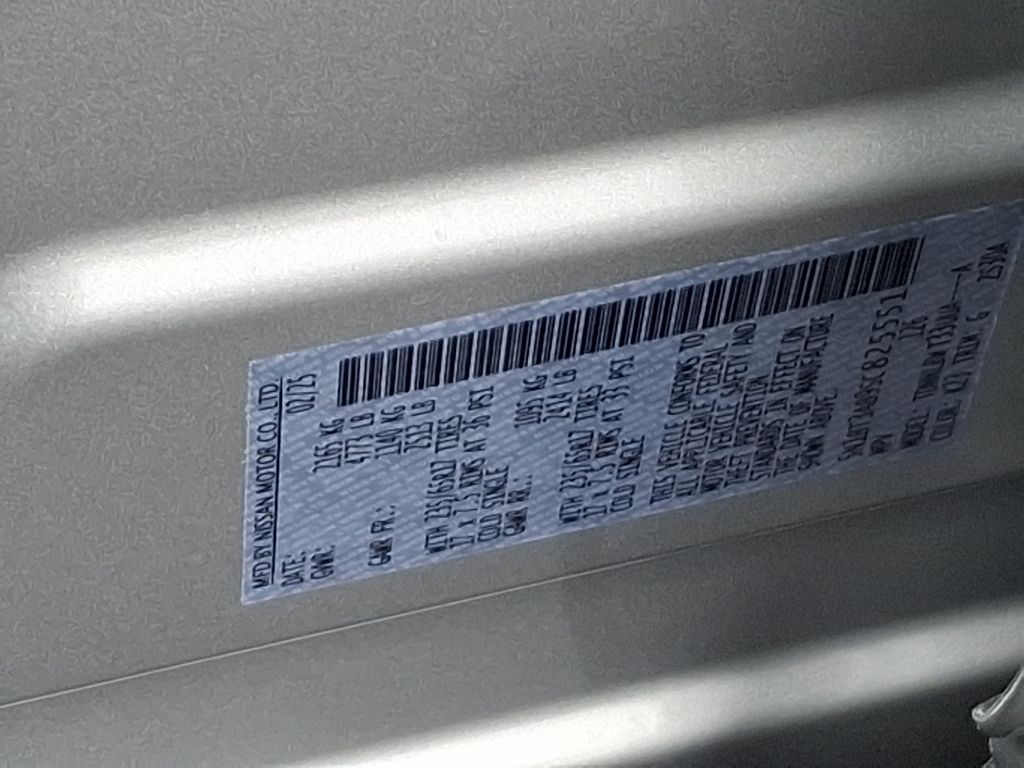 MFD BY NISSAN MOTOR CO., LTD.
DATE: 02/25
GVWR: 2165 KG
4773 LB
GAWR FR.: 1140 KG
2513 LB
WITH 235/65R17 TIRES
17 x 7.5 RIMS AT 36 PSI
COLD SINGLE
GAWR RR.: 1095 KG
2414 LB
WITH 235/65R17 TIRES
17 x 7.5 RIMS AT 33 PSI
COLD SINGLE
THIS VEHICLE CONFORMS TO
ALL APPLICABLE FEDERAL
MOTOR VEHICLE SAFETY AND
THEFT PREVENTION
STANDARDS IN EFFECT ON
THE DATE OF MANUFACTURE
SHOWN ABOVE.
MPV
MODEL:
COLOR: TRIM G